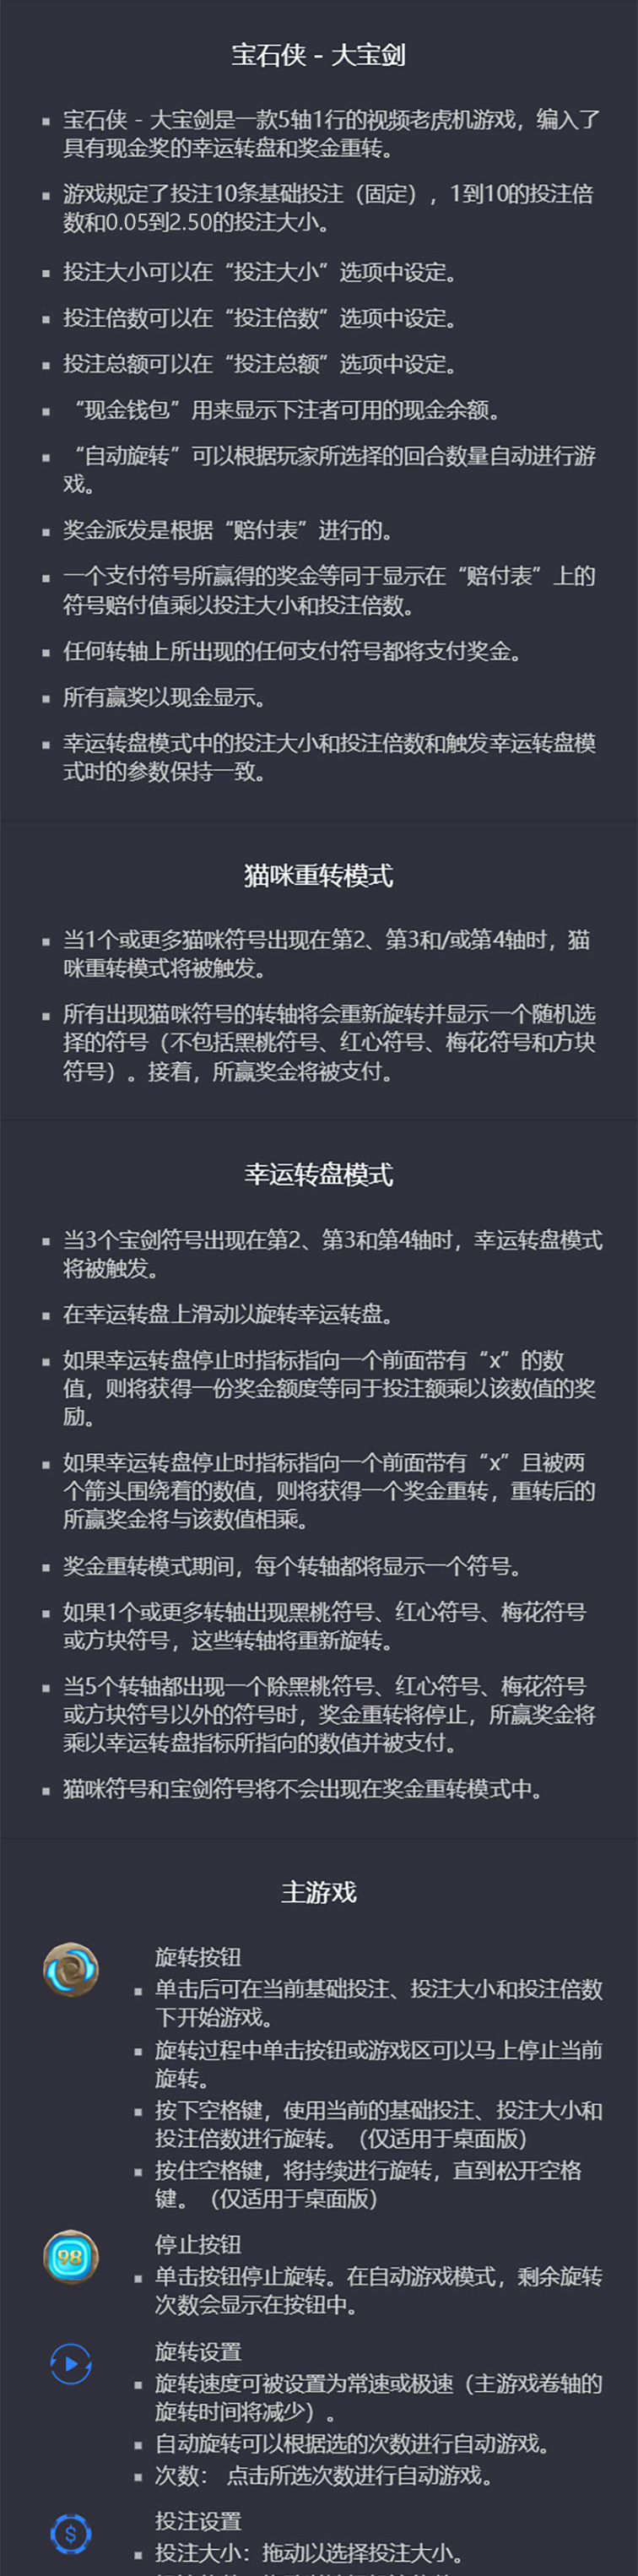 宝石侠 - 大宝剑
宝石侠 - 大宝剑是一款5轴1行的视频老虎机游戏，编入了
具有现金奖的幸运转盘和奖金重转。
游戏规定了投注10条基础投注（固定），1到10的投注倍
数和0.05到2.50的投注大小。
投注大小可以在“投注大小”选项中设定。
投注倍数可以在“投注倍数”选项中设定。
投注总额可以在“投注总额”选项中设定。
“现金钱包”用来显示下注者可用的现金余额。
“自动旋转”可以根据玩家所选择的回合数量自动进行游
戏。
奖金派发是根据“赔付表”进行的。
一个支付符号所赢得的奖金等同于显示在“赔付表”上的
符号赔付值乘以投注大小和投注倍数。
任何转轴上所出现的任何支付符号都将支付奖金。
所有赢奖以现金显示。
幸运转盘模式中的投注大小和投注倍数和触发幸运转盘模
式时的参数保持一致。
猫咪重转模式
当1个或更多猫咪符号出现在第2、第3和/或第4轴时，猫
咪重转模式将被触发。
所有出现猫咪符号的转轴将会重新旋转并显示一个随机选
择的符号（不包括黑桃符号、红心符号、梅花符号和方块
符号）。接着，所赢奖金将被支付。
幸运转盘模式
当3个宝剑符号出现在第2、第3和第4轴时，幸运转盘模式
将被触发。
在幸运转盘上滑动以旋转幸运转盘。
如果幸运转盘停止时指标指向一个前面带有“x”的数
值，则将获得一份奖金额度等同于投注额乘以该数值的奖
励。
如果幸运转盘停止时指标指向一个前面带有“x”且被两
个箭头围绕着的数值，则将获得一个奖金重转，重转后的
所赢奖金将与该数值相乘。
奖金重转模式期间，每个转轴都将显示一个符号。
如果1个或更多转轴出现黑桃符号、红心符号、梅花符号
或方块符号，这些转轴将重新旋转。
当5个转轴都出现一个除黑桃符号、红心符号、梅花符号
或方块符号以外的符号时，奖金重转将停止，所赢奖金将
乘以幸运转盘指标所指向的数值并被支付。
猫咪符号和宝剑符号将不会出现在奖金重转模式中。
主游戏
旋转按钮
单击后可在当前基础投注、投注大小和投注倍数
下开始游戏。
旋转过程中单击按钮或游戏区可以马上停止当前
旋转。
按下空格键，使用当前的基础投注、投注大小和
投注倍数进行旋转。（仅适用于桌面版）
按住空格键，将持续进行旋转，直到松开空格
键。（仅适用于桌面版）
98
停止按钮
单击按钮停止旋转。在自动游戏模式，剩余旋转
次数会显示在按钮中。
旋转设置
旋转速度可被设置为常速或极速（主游戏卷轴的
旋转时间将减少）。
自动旋转可以根据选的次数进行自动游戏。
次数： 点击所选次数进行自动游戏。
$
投注设置
投注大小：拖动以选择投注大小。